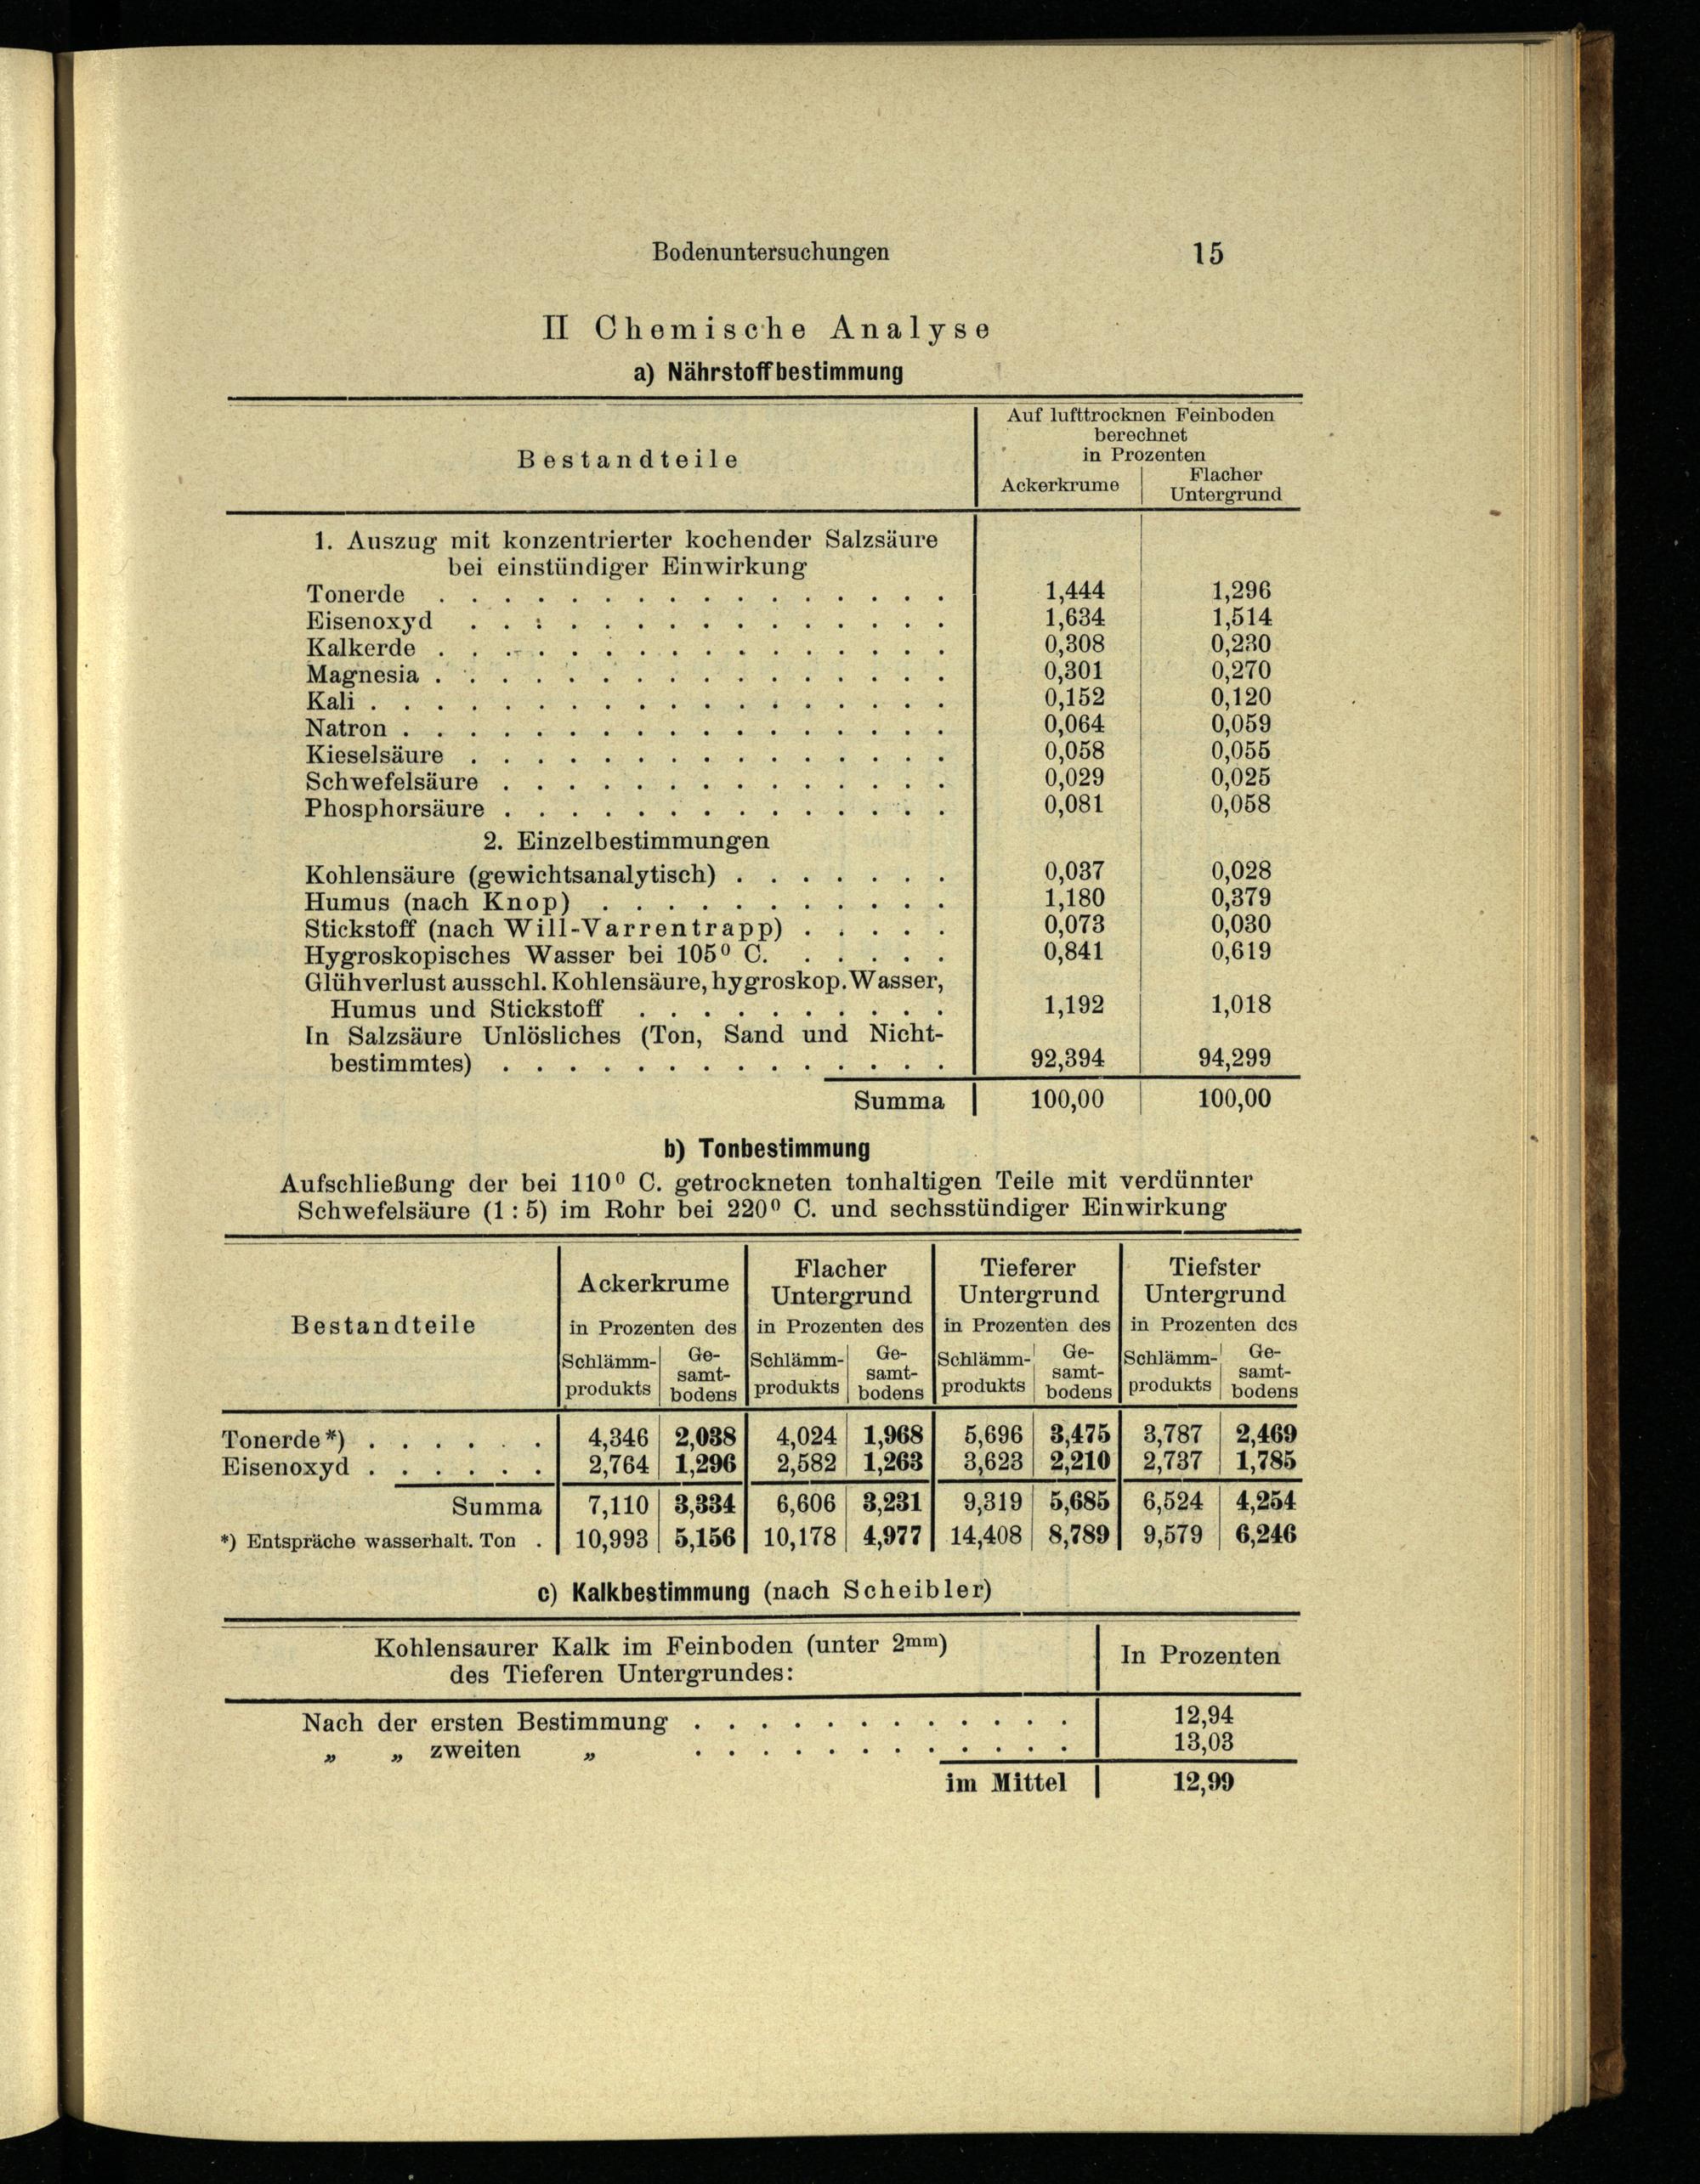 Bodenuntersuchungen 15
II Chemische Analyse
a) Nährstoffbestimmung
Bestandteile
Auf lufttrocknen Feinboden
berechnet
in Prozenten
Ackerkrume
Flacher
Untergrund
1. Auszug mit konzentrierter kochender Salzsäure
bei einstündiger Einwirkung
Tonerde . . . . . . . . . . . . . . . . 1,444 1,296
Eisenoxyd . . . . . . . . . . . . . . . 1,634 1,514
Kalkerde . . . . . . . . . . . . . . . . 0,308 0,230
Magnesia . . . . . . . . . . . . . . . . 0,301 0,270
Kali . . . . . . . . . . . . . . . . . . 0,152 0,120
Natron . . . . . . . . . . . . . . . . . 0,064 0,059
Kieselsäure . . . . . . . . . . . . . . . 0,058 0,055
Schwefelsäure . . . . . . . . . . . . . . 0,029 0,025
Phosphorsäure . . . . . . . . . . . . . . 0,081 0,058
2. Einzelbestimmungen
Kohlensäure (gewichtsanalytisch) . . . . . . . 0,037 0,028
Humus (nach Knop) . . . . . . . . . . . 1,180 0,379
Stickstoff (nach Will-Varrentrapp) . . . . . 0,073 0,030
Hygroskopisches Wasser bei 105⁰ C. . . . . . 0,841 0,619
Glühverlust ausschl. Kohlensäure, hygroskop. Wasser,
Humus und Stickstoff . . . . . . . . . . 1,192 1,018
In Salzsäure Unlösliches (Ton, Sand und Nicht-
bestimmtes) . . . . . . . . . . . . . . 92,394 94,299
Summa 100,00 100,00
b) Tonbestimmung
Aufschließung der bei 110⁰ C. getrockneten tonhaltigen Teile mit verdünnter
Schwefelsäure (1 : 5) im Rohr bei 220⁰ C. und sechsstündiger Einwirkung
Bestandteile
Ackerkrume
in Prozenten des
Schlämm-
produkts
Ge-
samt-
bodens
Flacher
Untergrund
in Prozenten des
Schlämm-
produkts
Ge-
samt-
bodens
Tieferer
Untergrund
in Prozenten des
Schlämm-
produkts
Ge-
samt-
bodens
Tiefster
Untergrund
in Prozenten des
Schlämm-
produkts
Ge-
samt-
bodens
Tonerde*) . . . . . . 4,346 2,038 4,024 1,968 5,696 3,475 3,787 2,469
Eisenoxyd . . . . . . 2,764 1,296 2,582 1,263 3,623 2,210 2,737 1,785
Summa 7,110 3,334 6,606 3,231 9,319 5,685 6,524 4,254
*) Entspräche wasserhalt. Ton . 10,993 5,156 10,178 4,977 14,408 8,789 9,579 6,246
c) Kalkbestimmung (nach Scheibler)
Kohlensaurer Kalk im Feinboden (unter 2mm)
des Tieferen Untergrundes:
In Prozenten
Nach der ersten Bestimmung . . . . . . . . . . . . 12,94
„ „ zweiten „ . . . . . . . . . . . . 13,03
im Mittel 12,99